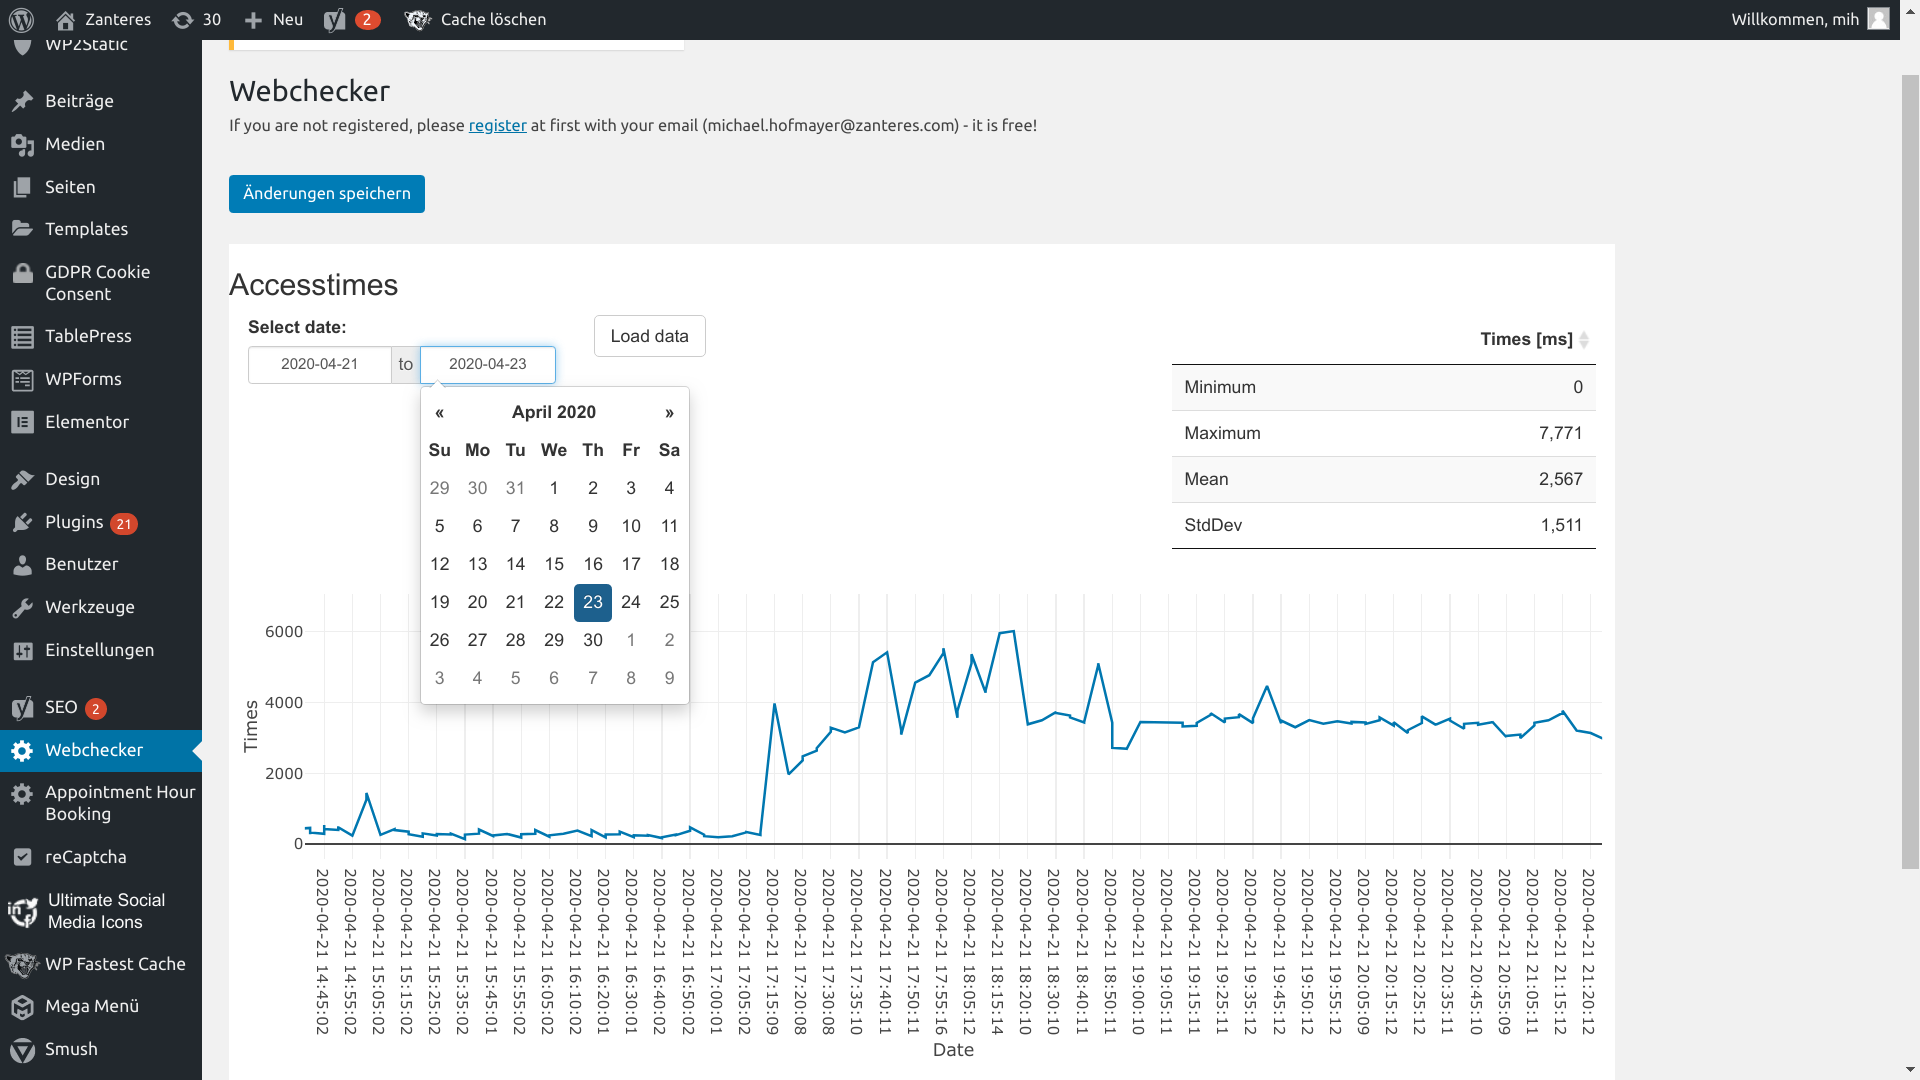 Zanteres
30
Neu
2
Cache löschen
Willkommen, mih
WP2Static
Beiträge
Medien
Seiten
Templates
GDPR Cookie
Consent
TablePress
WPForms
Elementor
Design
Plugins 21
Benutzer
Werkzeuge
Einstellungen
SEO 2
Webchecker
Appointment Hour
Booking
reCaptcha
Ultimate Social
Media Icons
WP Fastest Cache
Mega Menü
Smush
Webchecker
If you are not registered, please register at first with your email (michael.hofmayer@zanteres.com) - it is free!
Änderungen speichern
Accesstimes
Select date:
2020-04-21 to 2020-04-23
Load data
« April 2020 »
Su Mo Tu We Th Fr Sa
29 30 31 1 2 3 4
5 6 7 8 9 10 11
12 13 14 15 16 17 18
19 20 21 22 23 24 25
26 27 28 29 30 1 2
3 4 5 6 7 8 9
Times [ms]
Minimum 0
Maximum 7,771
Mean 2,567
StdDev 1,511
Times
6000
4000
2000
0
2020-04-21 14:45:02
2020-04-21 14:55:02
2020-04-21 15:05:02
2020-04-21 15:15:02
2020-04-21 15:25:02
2020-04-21 15:35:02
2020-04-21 15:45:01
2020-04-21 15:55:02
2020-04-21 16:05:02
2020-04-21 16:10:02
2020-04-21 16:20:01
2020-04-21 16:30:01
2020-04-21 16:40:02
2020-04-21 16:50:02
2020-04-21 17:00:01
2020-04-21 17:05:02
2020-04-21 17:15:09
2020-04-21 17:20:08
2020-04-21 17:30:08
2020-04-21 17:35:10
2020-04-21 17:40:11
2020-04-21 17:50:11
2020-04-21 17:55:16
2020-04-21 18:05:12
2020-04-21 18:15:14
2020-04-21 18:20:10
2020-04-21 18:30:10
2020-04-21 18:40:11
2020-04-21 18:50:11
2020-04-21 19:00:10
2020-04-21 19:05:11
2020-04-21 19:15:11
2020-04-21 19:25:11
2020-04-21 19:35:12
2020-04-21 19:45:12
2020-04-21 19:50:12
2020-04-21 19:55:12
2020-04-21 20:05:09
2020-04-21 20:15:12
2020-04-21 20:25:12
2020-04-21 20:35:11
2020-04-21 20:45:10
2020-04-21 20:55:09
2020-04-21 21:05:11
2020-04-21 21:15:12
2020-04-21 21:20:12
Date